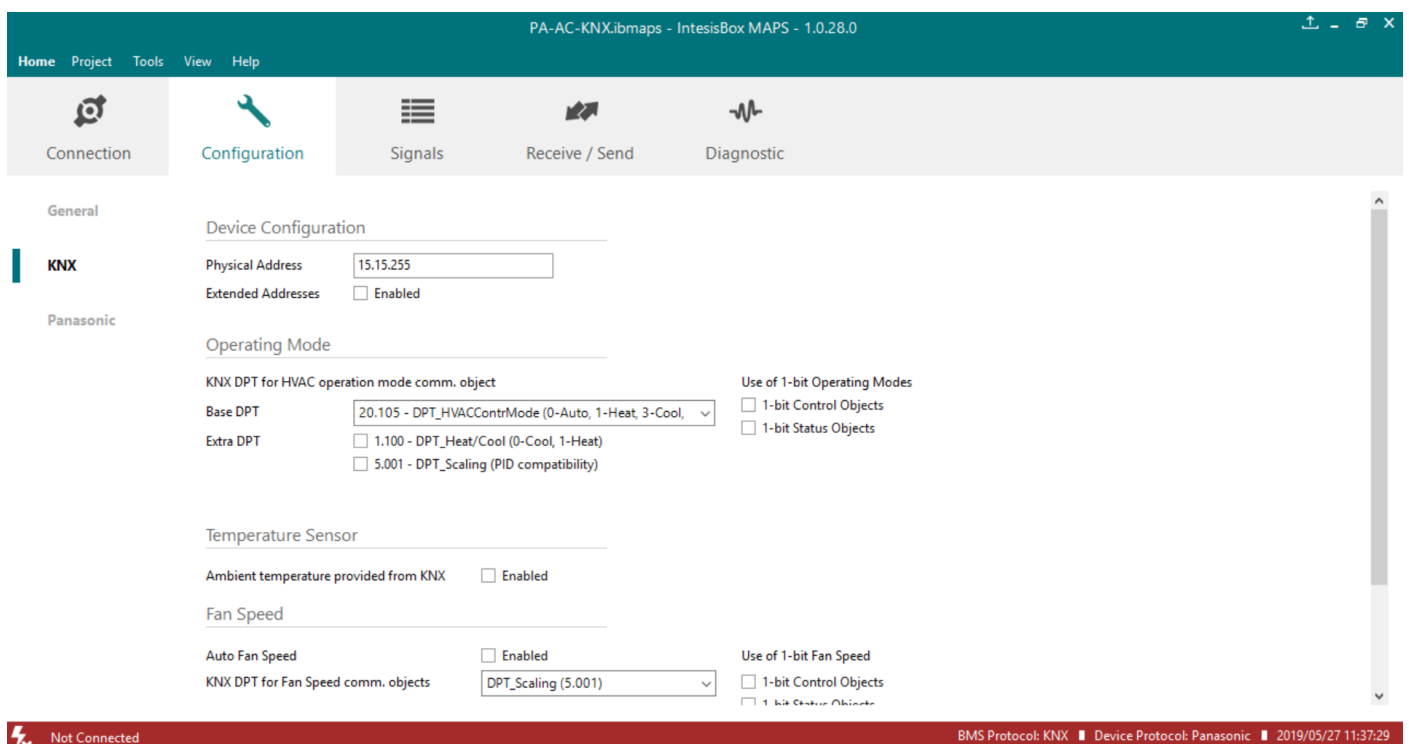 PA-AC-KNX.ibmaps - IntesisBox MAPS - 1.0.28.0
Home Project Tools View Help
Connection Configuration Signals Receive / Send Diagnostic
General
KNX
Panasonic
Device Configuration
Physical Address 15.15.255
Extended Addresses Enabled
Operating Mode
KNX DPT for HVAC operation mode comm. object Use of 1-bit Operating Modes
Base DPT 20.105 - DPT_HVACContrMode (0-Auto, 1-Heat, 3-Cool, 1-bit Control Objects
1-bit Status Objects
Extra DPT 1.100 - DPT_Heat/Cool (0-Cool, 1-Heat)
5.001 - DPT_Scaling (PID compatibility)
Temperature Sensor
Ambient temperature provided from KNX Enabled
Fan Speed
Auto Fan Speed Enabled Use of 1-bit Fan Speed
KNX DPT for Fan Speed comm. objects DPT_Scaling (5.001) 1-bit Control Objects
1-bit Status Objects
Not Connected BMS Protocol: KNX Device Protocol: Panasonic 2019/05/27 11:37:29